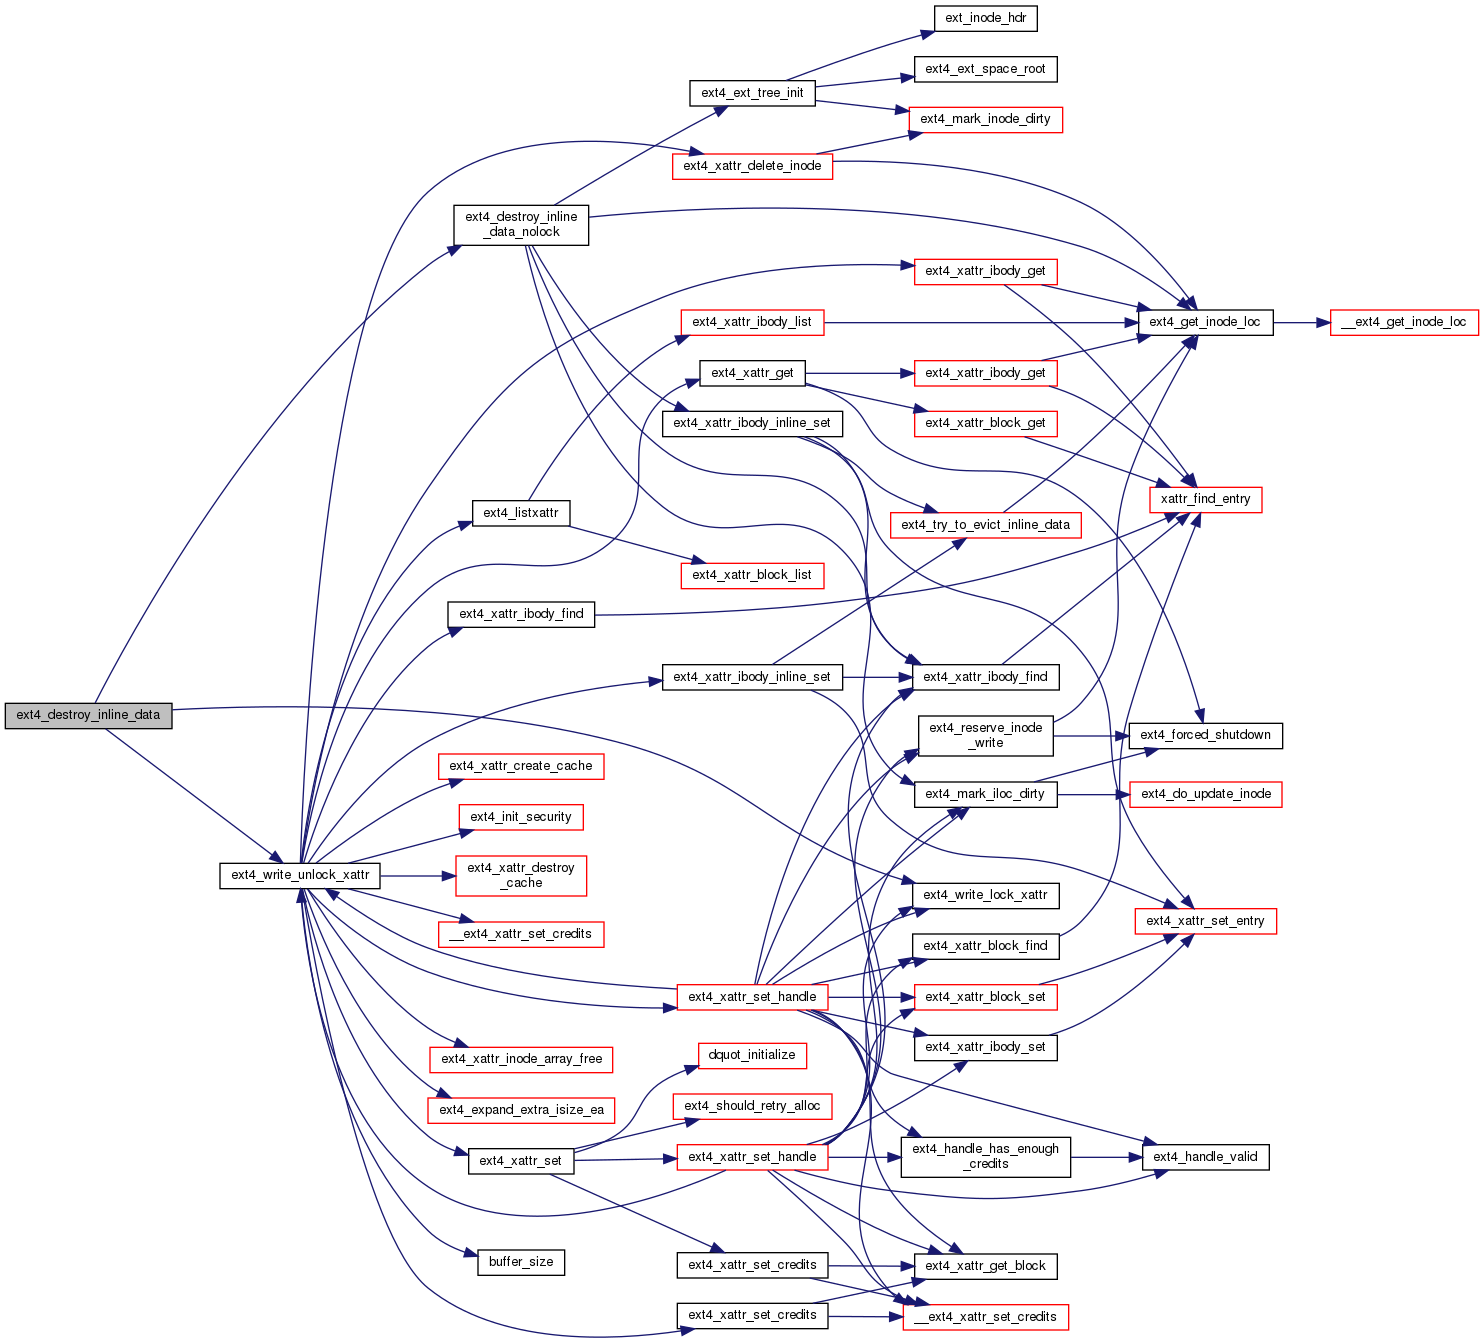 ext_inode_hdr
ext4_ext_space_root
ext4_ext_tree_init
ext4_mark_inode_dirty
ext4_xattr_delete_inode
ext4_destroy_inline
_data_nolock
ext4_xattr_ibody_get
ext4_xattr_ibody_list
ext4_get_inode_loc
__ext4_get_inode_loc
ext4_xattr_get
ext4_xattr_ibody_get
ext4_xattr_ibody_inline_set
ext4_xattr_block_get
xattr_find_entry
ext4_listxattr
ext4_try_to_evict_inline_data
ext4_xattr_block_list
ext4_xattr_ibody_find
ext4_xattr_ibody_inline_set
ext4_xattr_ibody_find
ext4_destroy_inline_data
ext4_reserve_inode
_write
ext4_forced_shutdown
ext4_xattr_create_cache
ext4_mark_iloc_dirty
ext4_do_update_inode
ext4_init_security
ext4_write_unlock_xattr
ext4_xattr_destroy
_cache
ext4_write_lock_xattr
ext4_xattr_set_entry
__ext4_xattr_set_credits
ext4_xattr_block_find
ext4_xattr_set_handle
ext4_xattr_block_set
ext4_xattr_inode_array_free
dquot_initialize
ext4_xattr_ibody_set
ext4_expand_extra_isize_ea
ext4_should_retry_alloc
ext4_xattr_set
ext4_xattr_set_handle
ext4_handle_has_enough
_credits
ext4_handle_valid
buffer_size
ext4_xattr_set_credits
ext4_xattr_get_block
ext4_xattr_set_credits
__ext4_xattr_set_credits